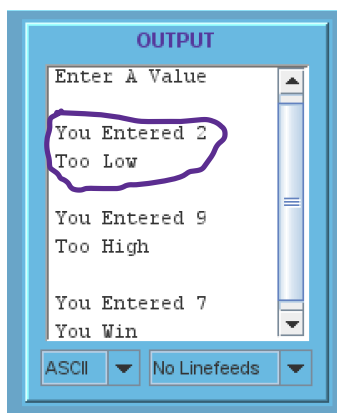 OUTPUT
Enter A Value
You Entered 2
Too Low
You Entered 9
Too High
You Entered 7
You Win
ASCII
No Linefeeds